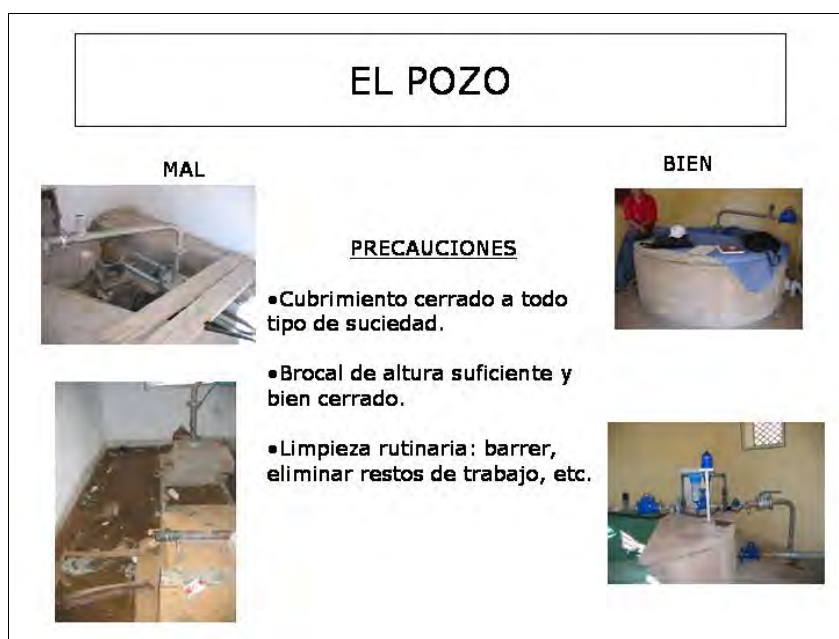 EL POZO
MAL
BIEN
PRECAUCIONES
•Cubrimiento cerrado a todo
tipo de suciedad.
•Brocal de altura suficiente y
bien cerrado.
•Limpieza rutinaria: barrer,
eliminar restos de trabajo, etc.